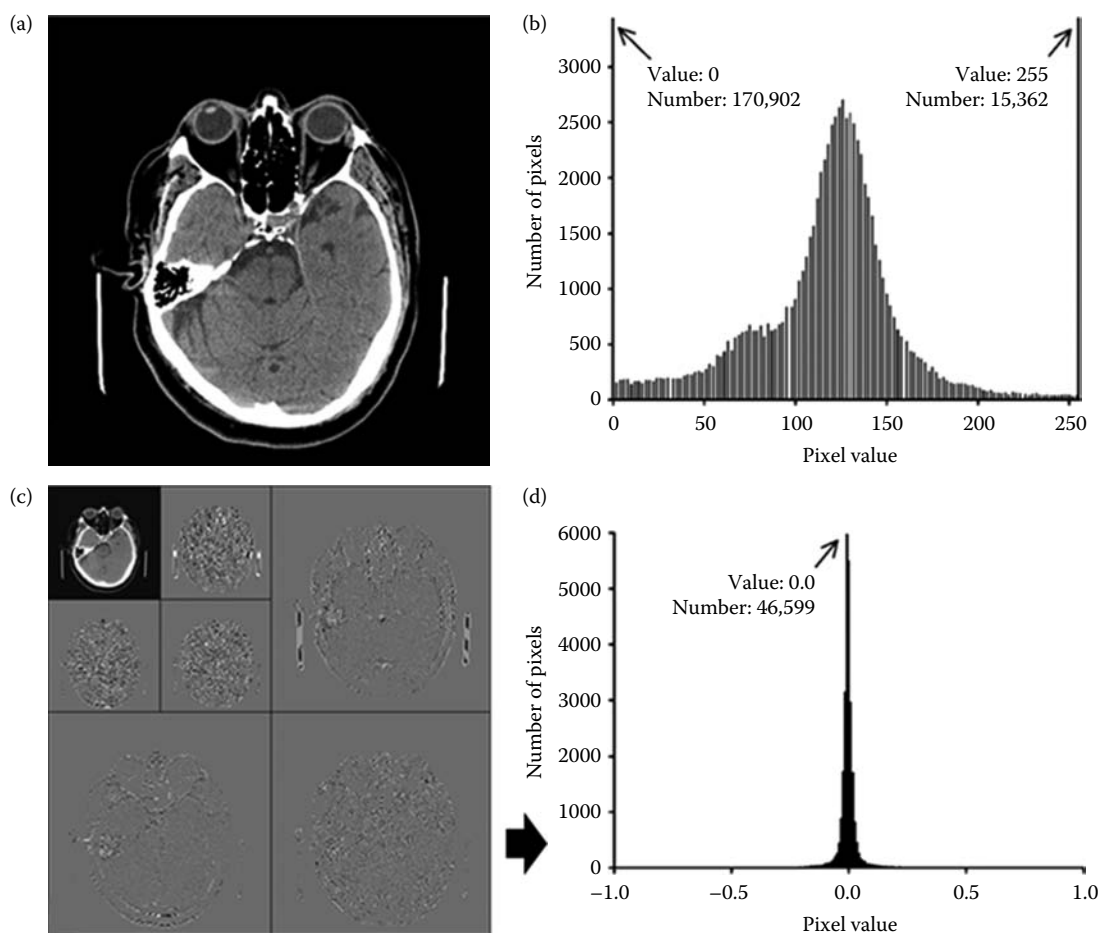 (a)
(b)
Number of pixels
3000
2500
2000
1500
1000
500
0
Value: 0
Number: 170,902
Value: 255
Number: 15,362
0 50 100 150 200 250
Pixel value
(c)
(d)
Number of pixels
6000
5000
4000
3000
2000
1000
0
Value: 0.0
Number: 46,599
−1.0 −0.5 0.0 0.5 1.0
Pixel value